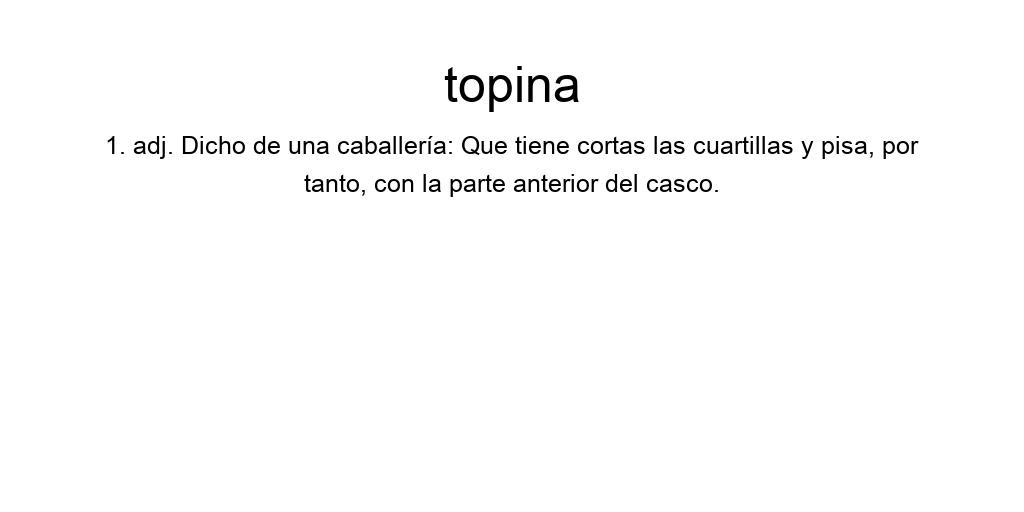 topina
1. adj. Dicho de una caballería: Que tiene cortas las cuartillas y pisa, por
tanto, con la parte anterior del casco.